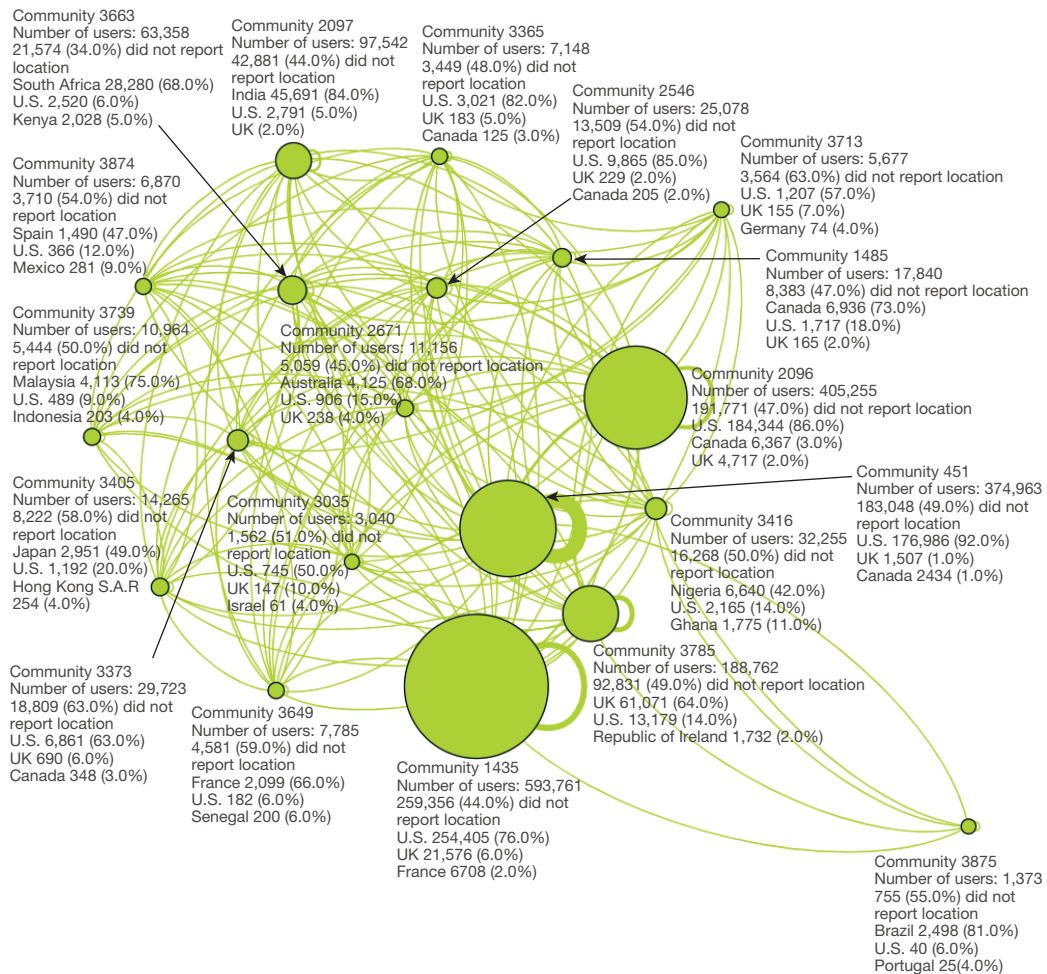 Community 3663
Number of users: 63,358
21,574 (34.0%) did not report
location
South Africa 28,280 (68.0%)
U.S. 2,520 (6.0%)
Kenya 2,028 (5.0%)
Community 2097
Number of users: 97,542
42,881 (44.0%) did not
report location
India 45,691 (84.0%)
U.S. 2,791 (5.0%)
UK (2.0%)
Community 3365
Number of users: 7,148
3,449 (48.0%) did not
report location
U.S. 3,021 (82.0%)
UK 183 (5.0%)
Canada 125 (3.0%)
Community 2546
Number of users: 25,078
13,509 (54.0%) did not
report location
U.S. 9,865 (85.0%)
UK 229 (2.0%)
Canada 205 (2.0%)
Community 3713
Number of users: 5,677
3,564 (63.0%) did not report location
U.S. 1,207 (57.0%)
UK 155 (7.0%)
Germany 74 (4.0%)
Community 3874
Number of users: 6,870
3,710 (54.0%) did not
report location
Spain 1,490 (47.0%)
U.S. 366 (12.0%)
Mexico 281 (9.0%)
Community 1485
Number of users: 17,840
8,383 (47.0%) did not report location
Canada 6,936 (73.0%)
U.S. 1,717 (18.0%)
UK 165 (2.0%)
Community 3739
Number of users: 10,964
5,444 (50.0%) did not
report location
Malaysia 4,113 (75.0%)
U.S. 489 (9.0%)
Indonesia 203 (4.0%)
Community 2671
Number of users: 11,156
5,059 (45.0%) did not report location
Australia 4,125 (68.0%)
U.S. 906 (15.0%)
UK 238 (4.0%)
Community 2096
Number of users: 405,255
191,771 (47.0%) did not report location
U.S. 184,344 (86.0%)
Canada 6,367 (3.0%)
UK 4,717 (2.0%)
Community 451
Number of users: 374,963
183,048 (49.0%) did not
report location
U.S. 176,986 (92.0%)
UK 1,507 (1.0%)
Canada 2434 (1.0%)
Community 3405
Number of users: 14,265
8,222 (58.0%) did not
report location
Japan 2,951 (49.0%)
U.S. 1,192 (20.0%)
Hong Kong S.A.R
254 (4.0%)
Community 3035
Number of users: 3,040
1,562 (51.0%) did not
report location
U.S. 745 (50.0%)
UK 147 (10.0%)
Israel 61 (4.0%)
Community 3416
Number of users: 32,255
16,268 (50.0%) did not
report location
Nigeria 6,640 (42.0%)
U.S. 2,165 (14.0%)
Ghana 1,775 (11.0%)
Community 3373
Number of users: 29,723
18,809 (63.0%) did not
report location
U.S. 6,861 (63.0%)
UK 690 (6.0%)
Canada 348 (3.0%)
Community 3649
Number of users: 7,785
4,581 (59.0%) did not
report location
France 2,099 (66.0%)
U.S. 182 (6.0%)
Senegal 200 (6.0%)
Community 3785
Number of users: 188,762
92,831 (49.0%) did not report location
UK 61,071 (64.0%)
U.S. 13,179 (14.0%)
Republic of Ireland 1,732 (2.0%)
Community 1435
Number of users: 593,761
259,356 (44.0%) did not
report location
U.S. 254,405 (76.0%)
UK 21,576 (6.0%)
France 6708 (2.0%)
Community 3875
Number of users: 1,373
755 (55.0%) did not
report location
Brazil 2,498 (81.0%)
U.S. 40 (6.0%)
Portugal 25(4.0%)